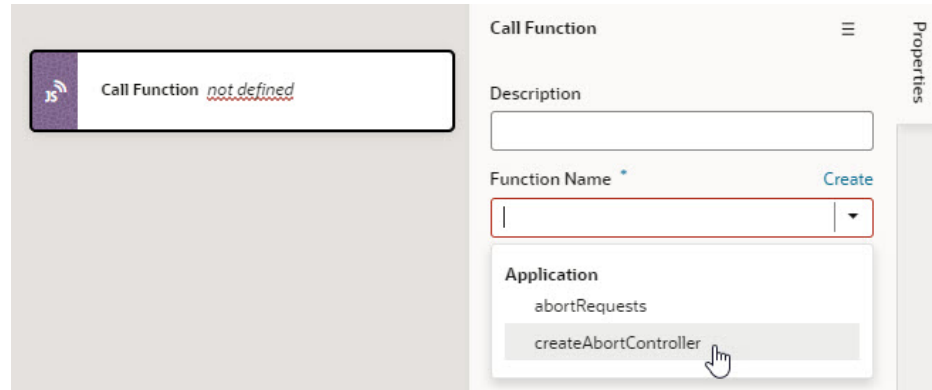 Call Function
Properties
JS
Call Function not defined
Description
Function Name *
Create
Application
abortRequests
createAbortController